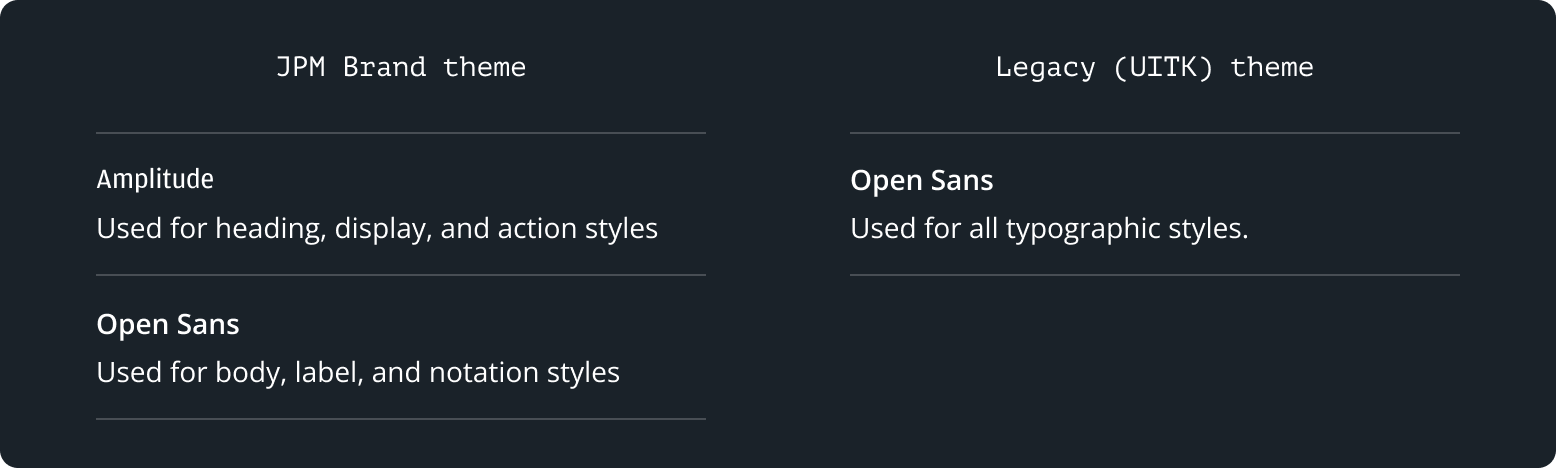 JPM Brand theme
Amplitude
Used for heading, display, and action styles
Open Sans
Used for body, label, and notation styles
Legacy (UITK) theme
Open Sans
Used for all typographic styles.